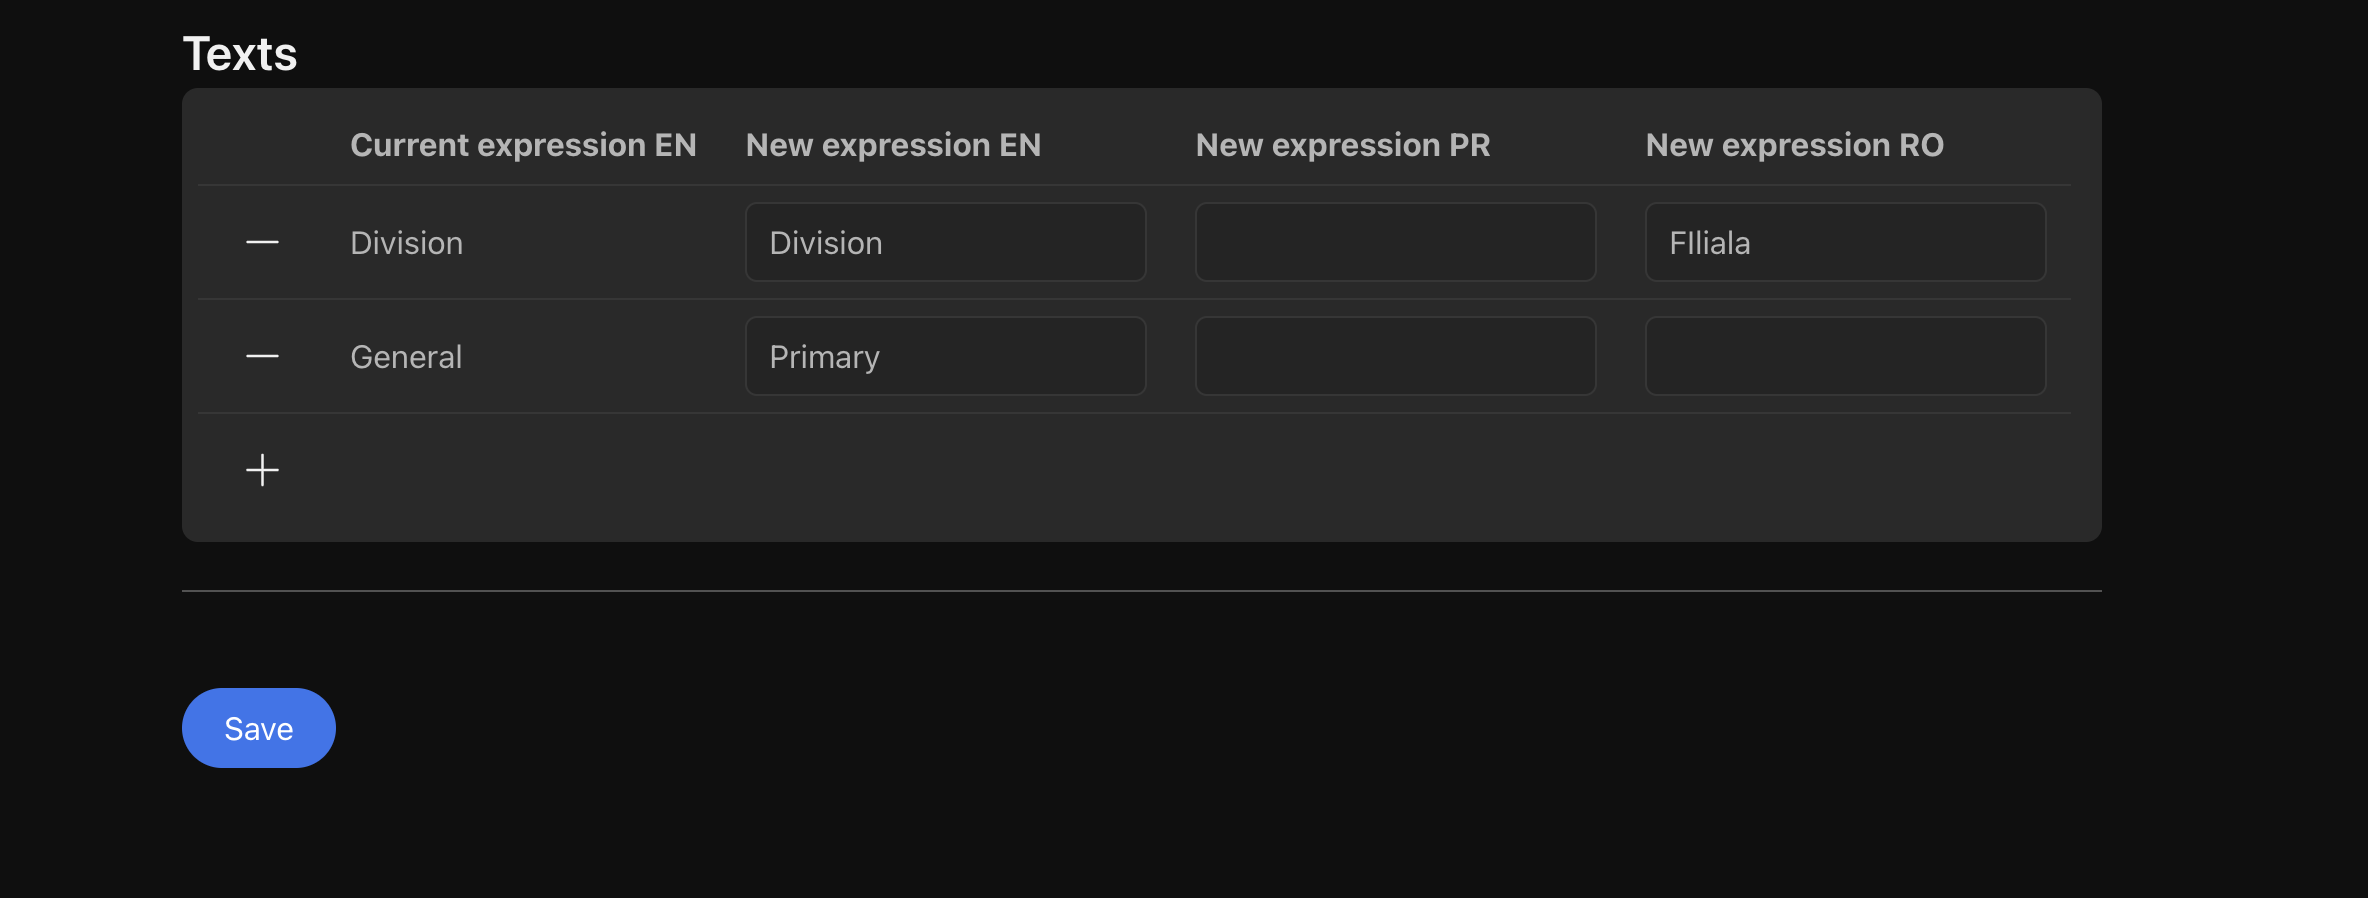 Texts
Current expression EN New expression EN New expression PR New expression RO
Division Division FIliala
General Primary
Save